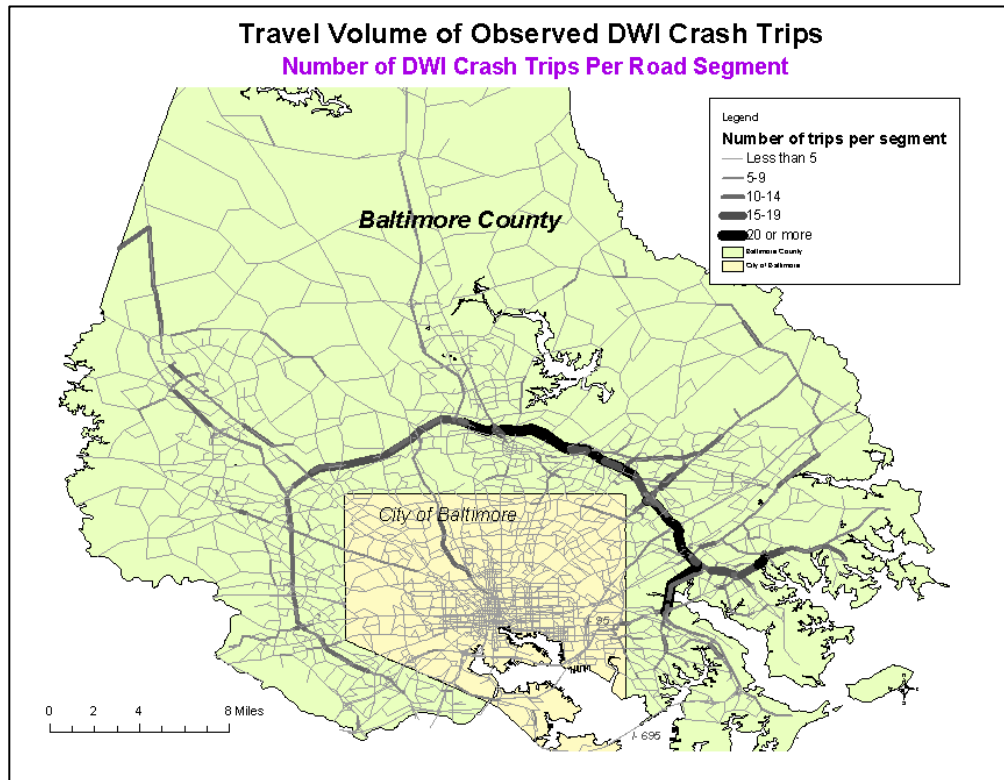 Travel Volume of Observed DWI Crash Trips
Number of DWI Crash Trips Per Road Segment
Legend
Number of trips per segment
Less than 5
5-9
10-14
15-19
20 or more
Baltimore County
City of Baltimore
Baltimore County
City of Baltimore
I- 695
0 2 4 8 Miles